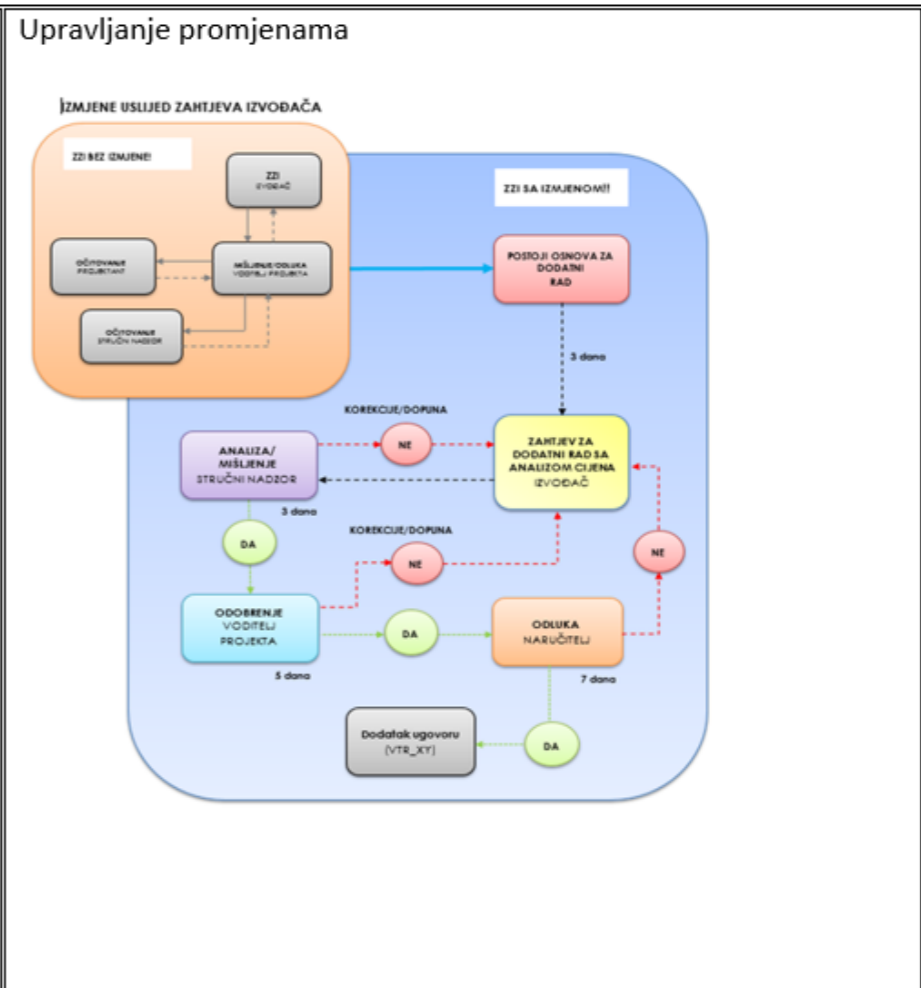 Upravljanje promjenama
IZMJENE USLIJED ZAHTJEVA IZVOĐAČA
ZZI BEZ IZMJENE!
ZZI
IZVOĐAČ
ZZI SA IZMJENOM!!
OČITOVANJE
PROJEKTANT
MIŠLJENJE/ODLUKA
VODITELJ PROJEKTA
POSTOJI OSNOVA ZA
DODATNI
RAD
OČITOVANJE
STRUČNI NADZOR
3 dana
KOREKCIJE/DOPUNA
NE
ANALIZA/
MIŠLJENJE
STRUČNI NADZOR
ZAHTJEV ZA
DODATNI RAD SA
ANALIZOM CIJENA
IZVOĐAČ
3 dana
KOREKCIJE/DOPUNA
DA
NE
NE
ODOBRENJE
VODITELJ
PROJEKTA
DA
ODLUKA
NARUČITELJ
5 dana
7 dana
Dodatak ugovoru
(VTR_XY)
DA